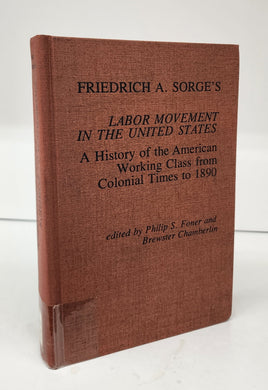 FRIEDRICH A. SORGE'S
LABOR MOVEMENT
IN THE UNITED STATES
A History of the American
Working Class from
Colonial Times to 1890
edited by Philip S. Foner and
Brewster Chamberlin